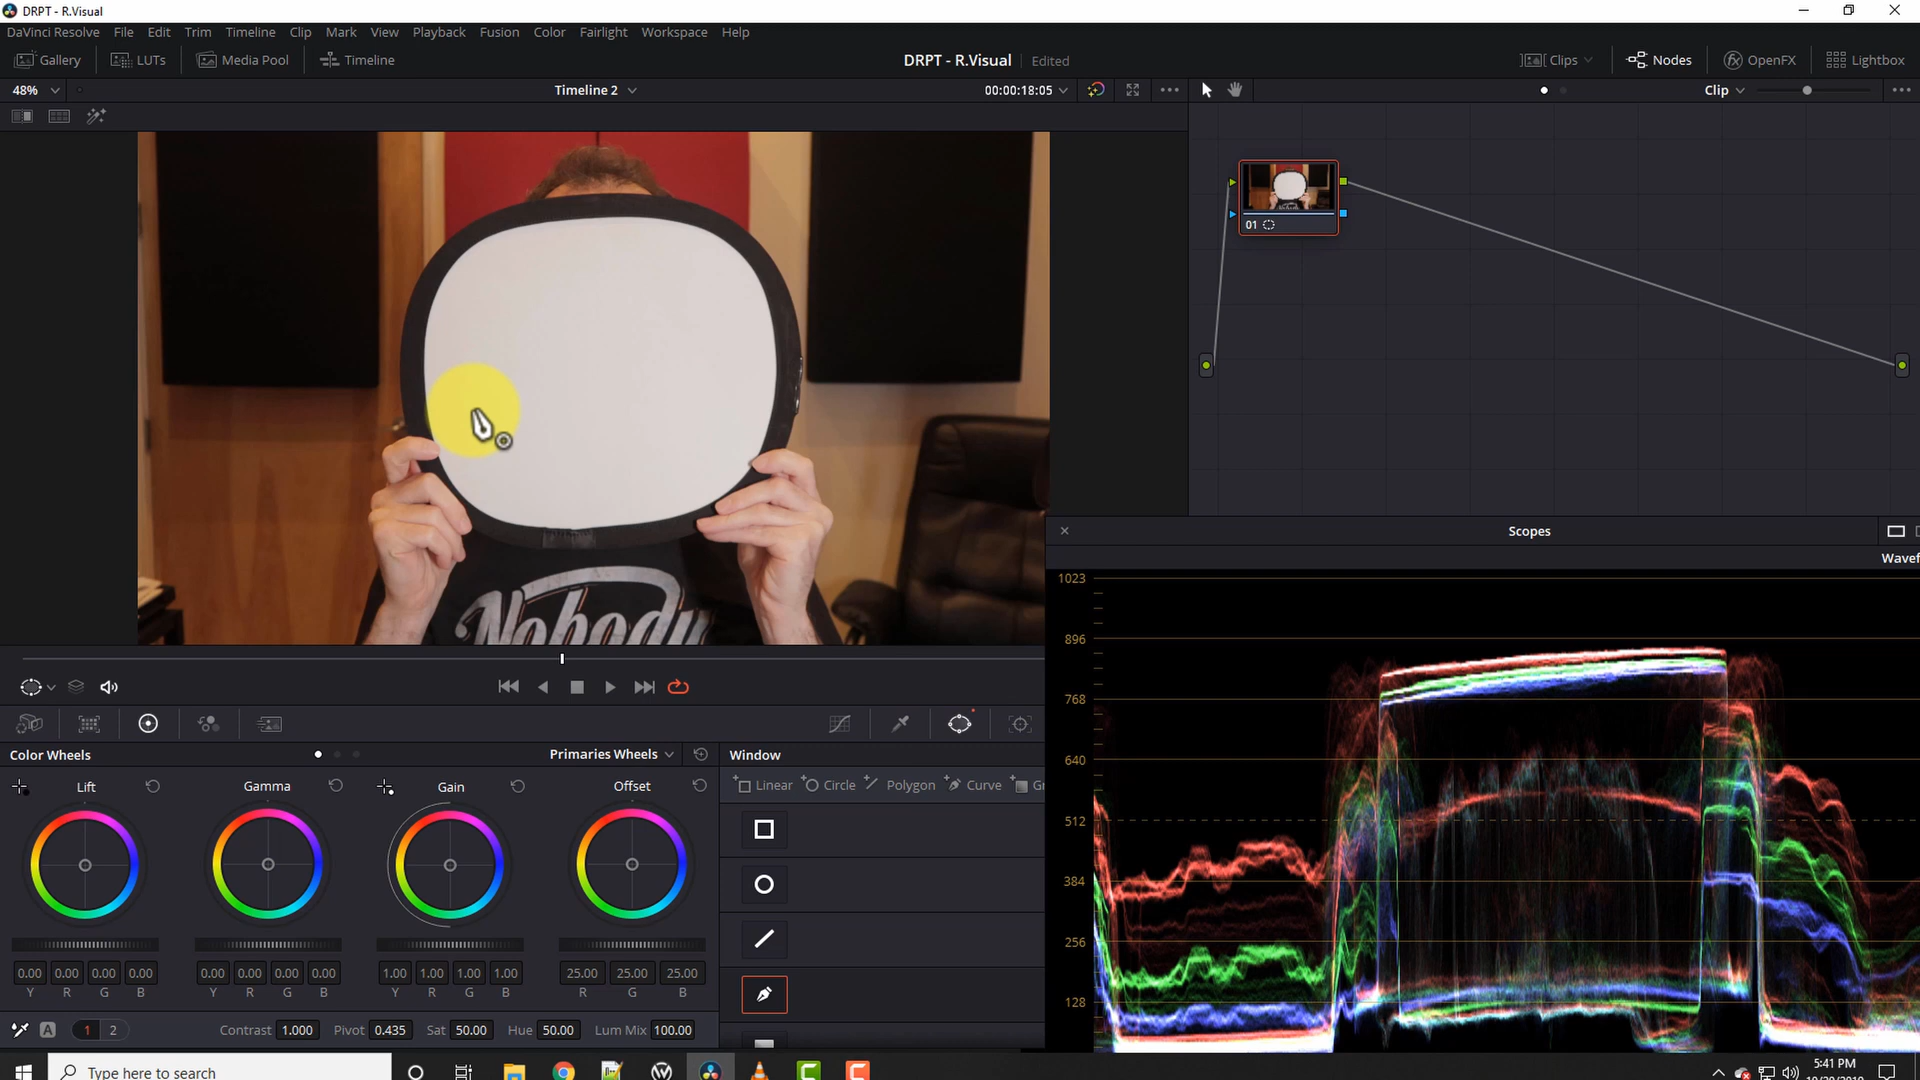 DRPT - R.Visual
DaVinci Resolve File Edit Trim Timeline Clip Mark View Playback Fusion Color Fairlight Workspace Help
Gallery LUTs Media Pool Timeline DRPT - R.Visual Edited Clips Nodes OpenFX Lightbox
48% Timeline 2 00:00:18:05 Clip
01
Nobody
Scopes
Wavef
1023
896
768
640
512
384
256
128
Color Wheels Primaries Wheels Window
Lift Gamma Gain Offset
Linear Circle Polygon Curve Gr
0.00 0.00 0.00 0.00 0.00 0.00 0.00 0.00 1.00 1.00 1.00 1.00 25.00 25.00 25.00
Y R G B Y R G B Y R G B R G B
A 1 2 Contrast 1.000 Pivot 0.435 Sat 50.00 Hue 50.00 Lum Mix 100.00
Type here to search
5:41 PM